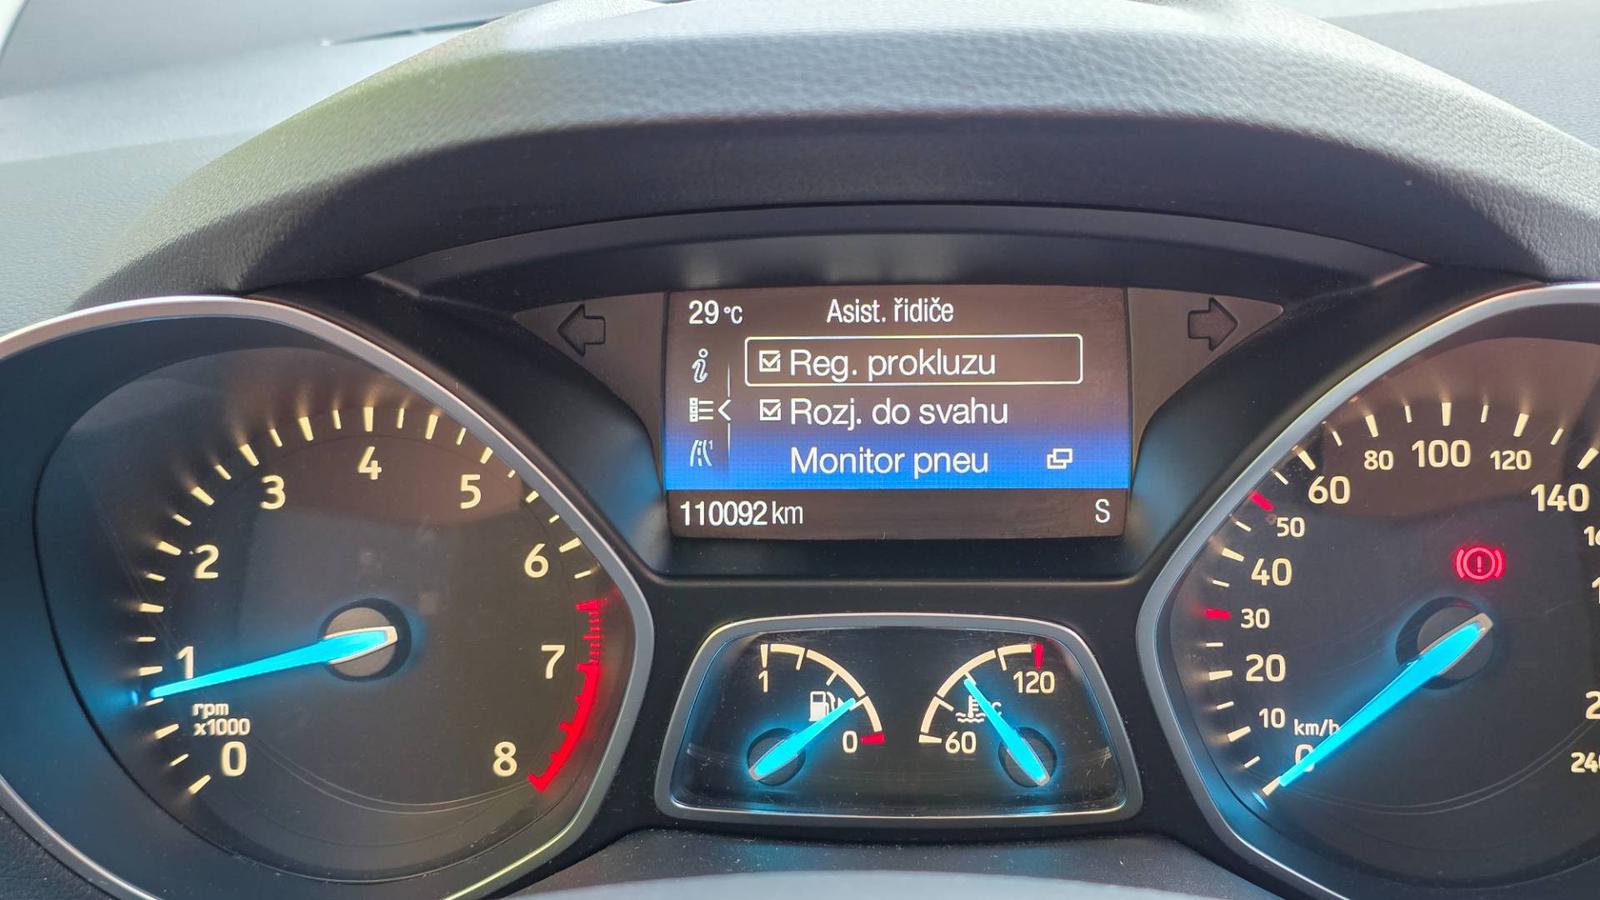 29 °C Asist. řidiče
Reg. prokluzu
Rozj. do svahu
Monitor pneu
110092 km S
0 1 2 3 4 5 6 7 8
rpm
x1000
1 0
60 120
0 10 20 30 40 50 60 80 100 120 140
km/h